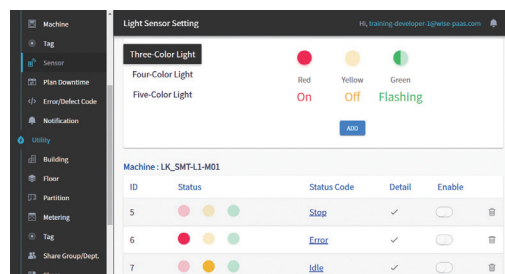 Machine
Tag
Sensor
Plan Downtime
Error/Defect Code
Notification
Utility
Building
Floor
Partition
Metering
Tag
Share Group/Dept.
Light Sensor Setting
Hi, training-developer-1@wise-paas.com
Three-Color Light
Four-Color Light
Five-Color Light
Red Yellow Green
On Off Flashing
ADD
Machine : LK_SMT-L1-M01
ID Status Status Code Detail Enable
5 Stop
6 Error
7 Idle